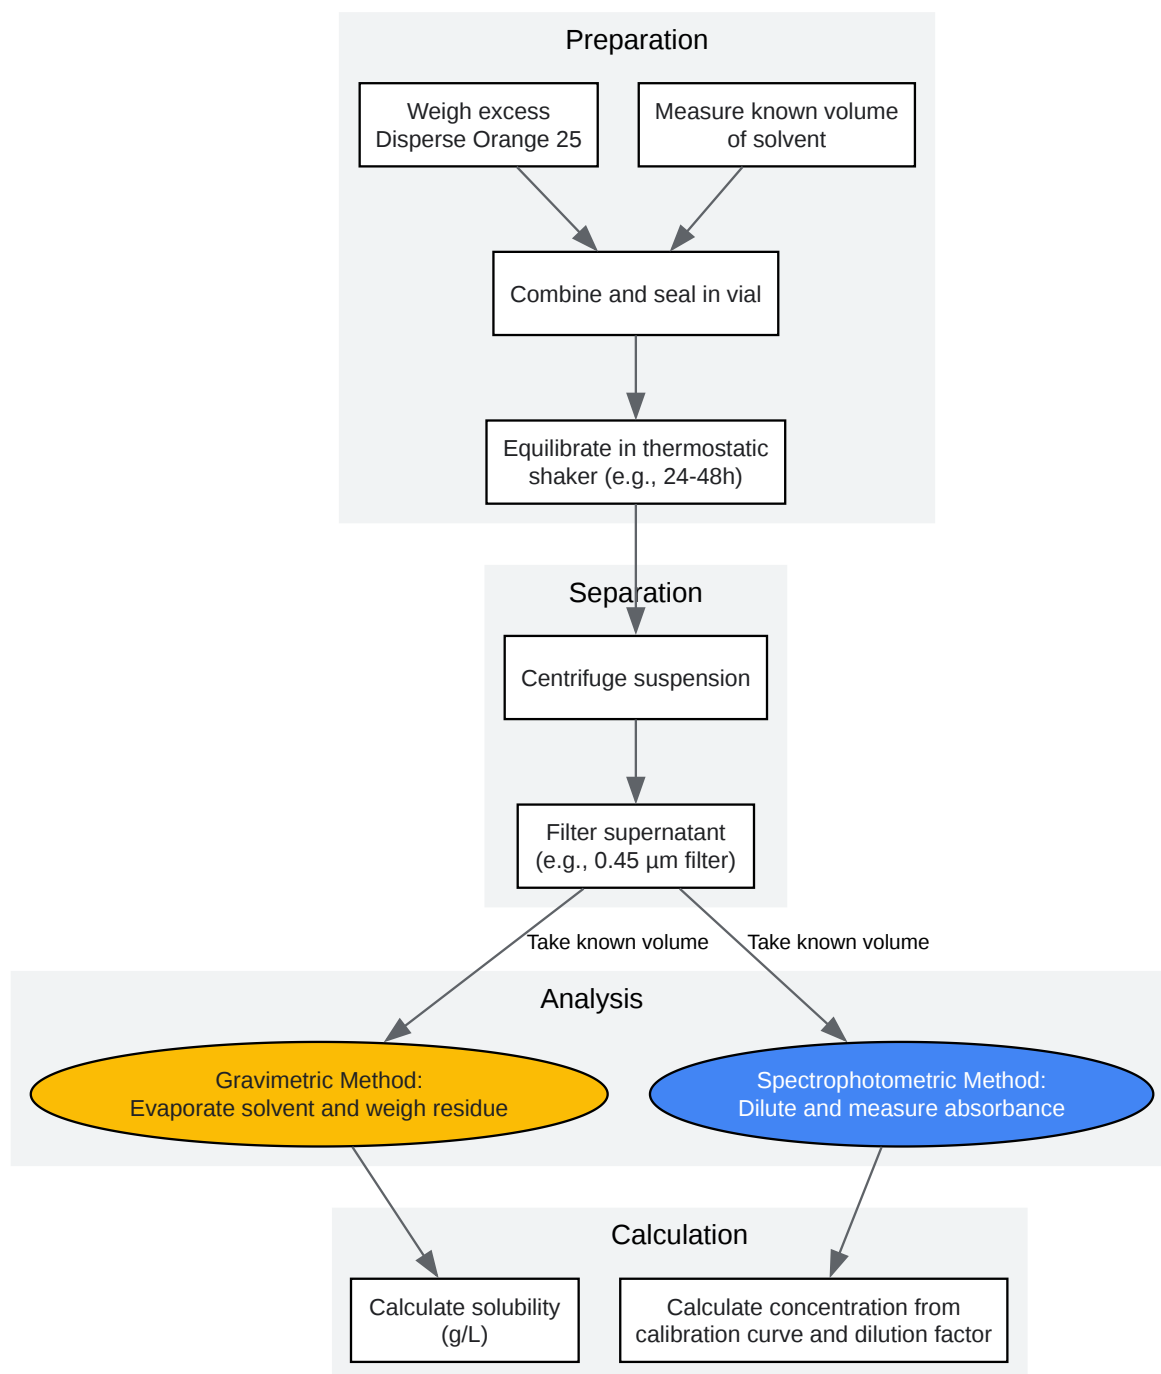 Preparation
Weigh excess
Disperse Orange 25
Measure known volume
of solvent
Combine and seal in vial
Equilibrate in thermostatic
shaker (e.g., 24-48h)
Separation
Centrifuge suspension
Filter supernatant
(e.g., 0.45 µm filter)
Take known volume
Take known volume
Analysis
Gravimetric Method:
Evaporate solvent and weigh residue
Spectrophotometric Method:
Dilute and measure absorbance
Calculation
Calculate solubility
(g/L)
Calculate concentration from
calibration curve and dilution factor